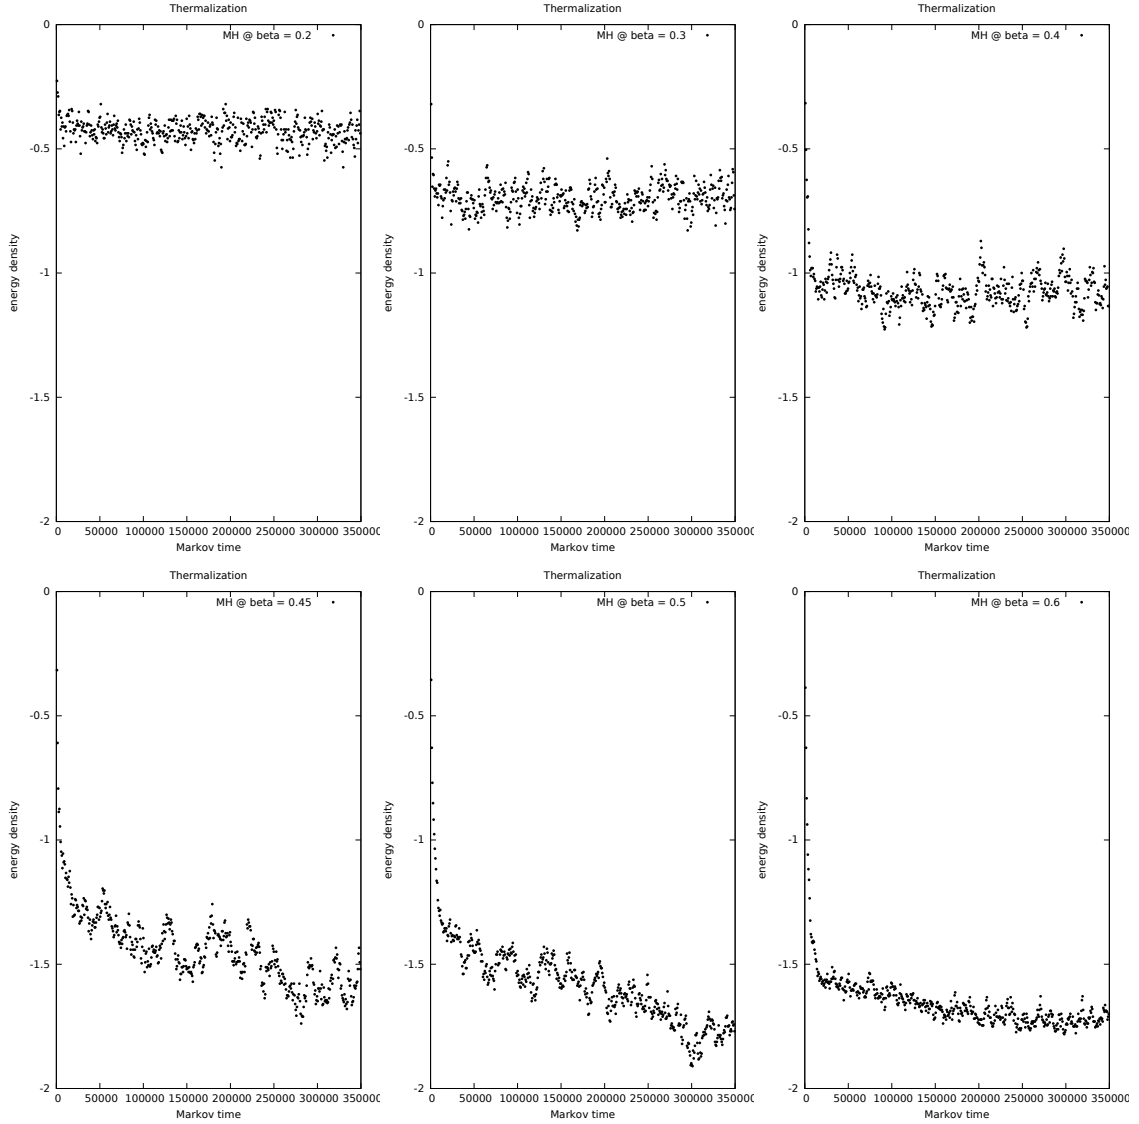 Thermalization
MH @ beta = 0.2
0
-0.5
-1
-1.5
-2
energy density
0 50000 100000 150000 200000 250000 300000 350000
Markov time
Thermalization
MH @ beta = 0.3
0
-0.5
-1
-1.5
-2
energy density
0 50000 100000 150000 200000 250000 300000 350000
Markov time
Thermalization
MH @ beta = 0.4
0
-0.5
-1
-1.5
-2
energy density
0 50000 100000 150000 200000 250000 300000 350000
Markov time
Thermalization
MH @ beta = 0.45
0
-0.5
-1
-1.5
-2
energy density
0 50000 100000 150000 200000 250000 300000 350000
Markov time
Thermalization
MH @ beta = 0.5
0
-0.5
-1
-1.5
-2
energy density
0 50000 100000 150000 200000 250000 300000 350000
Markov time
Thermalization
MH @ beta = 0.6
0
-0.5
-1
-1.5
-2
energy density
0 50000 100000 150000 200000 250000 300000 350000
Markov time